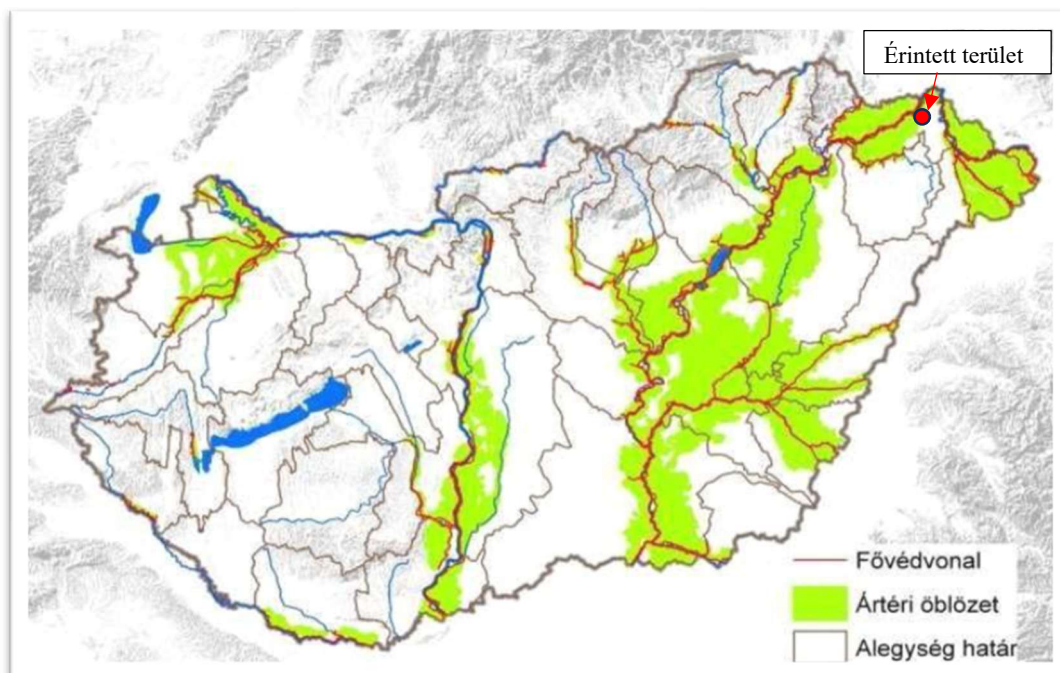 Érintett terület
Fővédvonal
Ártéri öblözet
Alegység határ